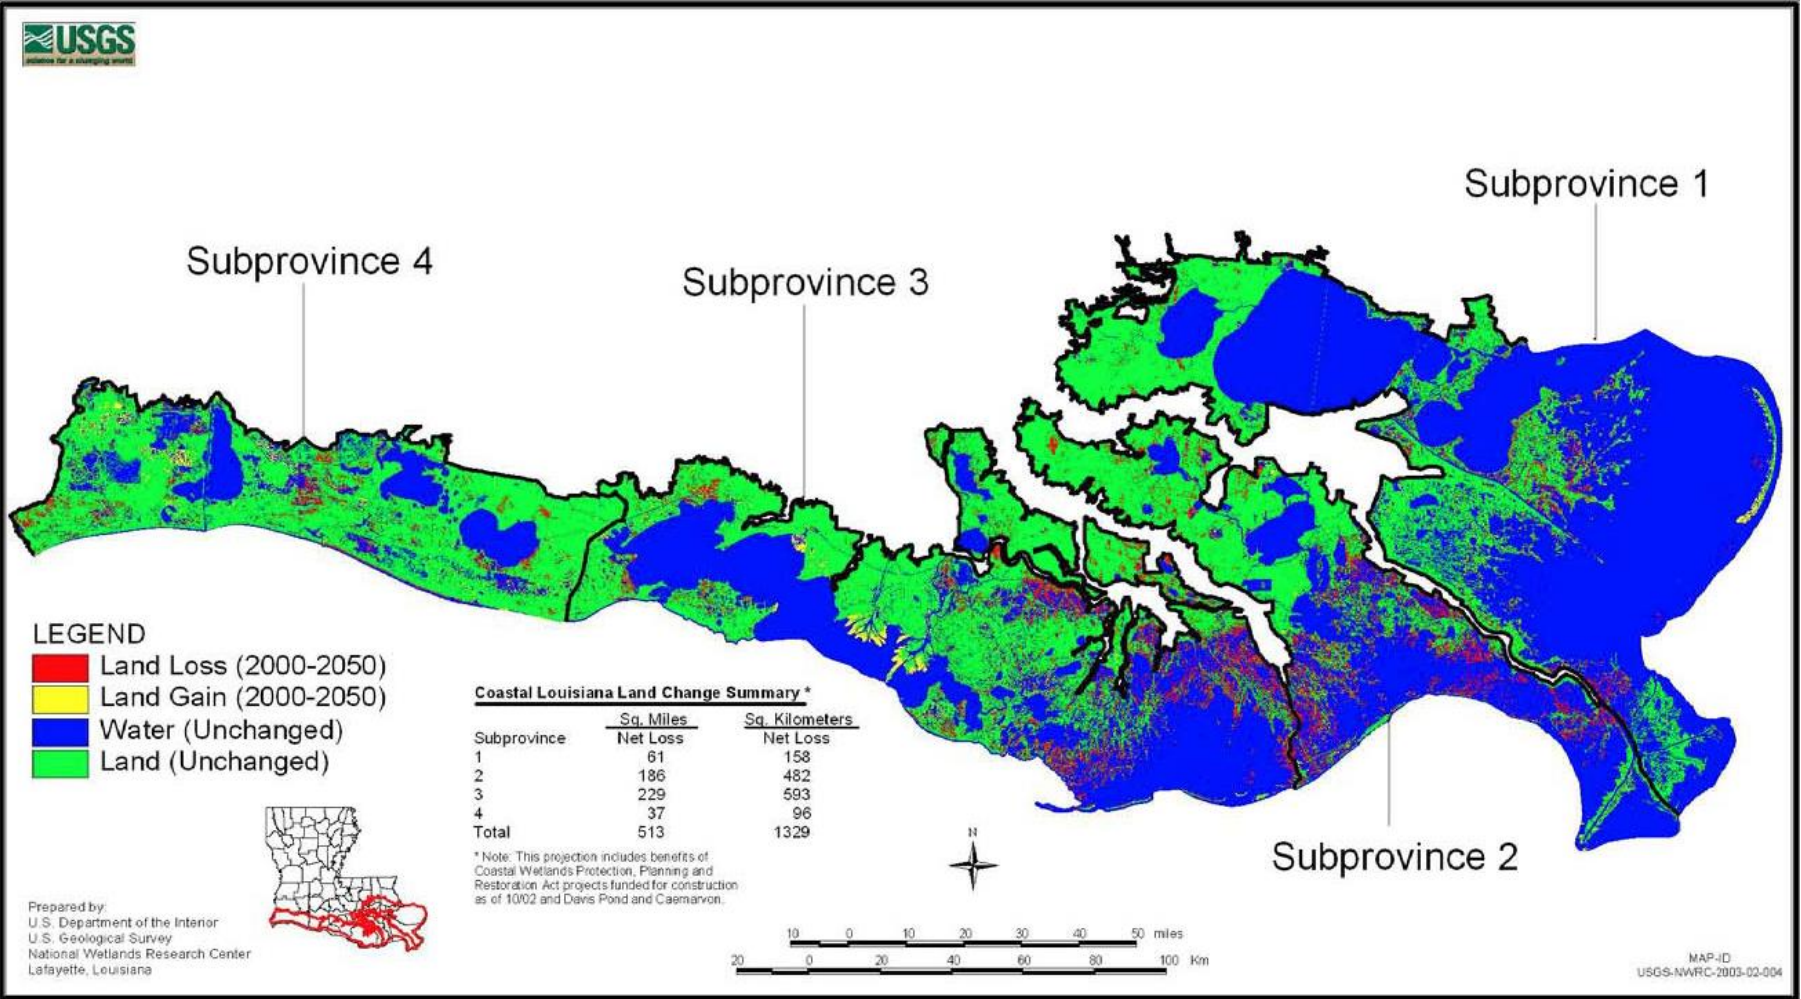 USGS
science for a changing world
Subprovince 1
Subprovince 4
Subprovince 3
LEGEND
Land Loss (2000-2050)
Land Gain (2000-2050)
Water (Unchanged)
Land (Unchanged)
Coastal Louisiana Land Change Summary *
Sq. Miles Sq. Kilometers
Subprovince Net Loss Net Loss
1 61 158
2 186 482
3 229 593
4 37 96
Total 513 1329
* Note: This projection includes benefits of
Coastal Wetlands Protection, Planning and
Restoration Act projects funded for construction
as of 10/02 and Davis Pond and Caernarvon.
N
Subprovince 2
Prepared by:
U.S. Department of the Interior
U.S. Geological Survey
National Wetlands Research Center
Lafayette, Louisiana
10 0 10 20 30 40 50 miles
20 0 20 40 60 80 100 Km
MAP-ID
USGS-NWRC-2003-02-004